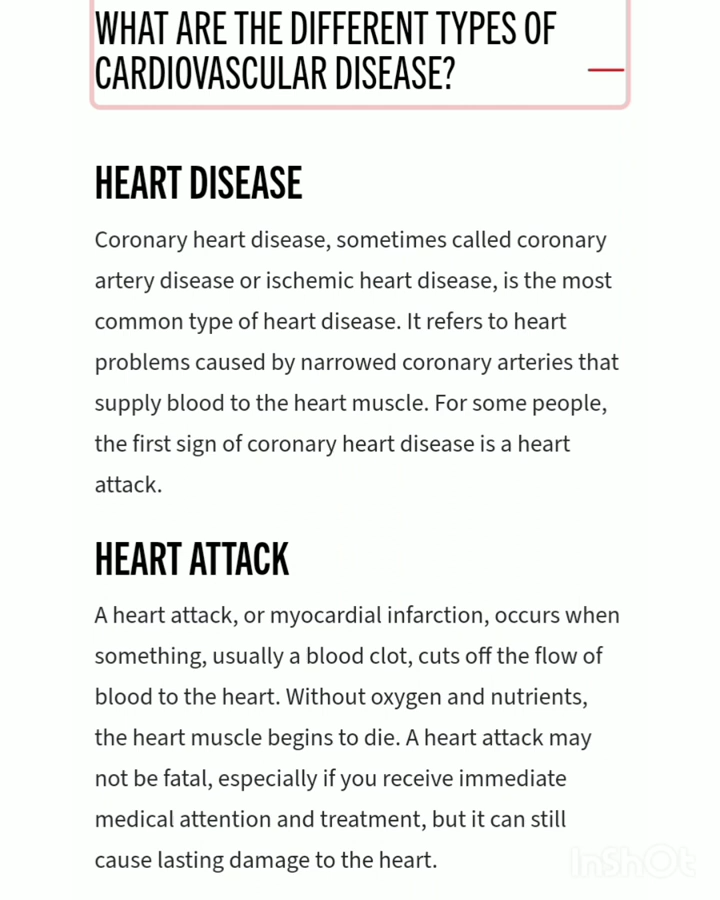 WHAT ARE THE DIFFERENT TYPES OF
CARDIOVASCULAR DISEASE?
HEART DISEASE
Coronary heart disease, sometimes called coronary
artery disease or ischemic heart disease, is the most
common type of heart disease. It refers to heart
problems caused by narrowed coronary arteries that
supply blood to the heart muscle. For some people,
the first sign of coronary heart disease is a heart
attack.
HEART ATTACK
A heart attack, or myocardial infarction, occurs when
something, usually a blood clot, cuts off the flow of
blood to the heart. Without oxygen and nutrients,
the heart muscle begins to die. A heart attack may
not be fatal, especially if you receive immediate
medical attention and treatment, but it can still
cause lasting damage to the heart.
InShOt